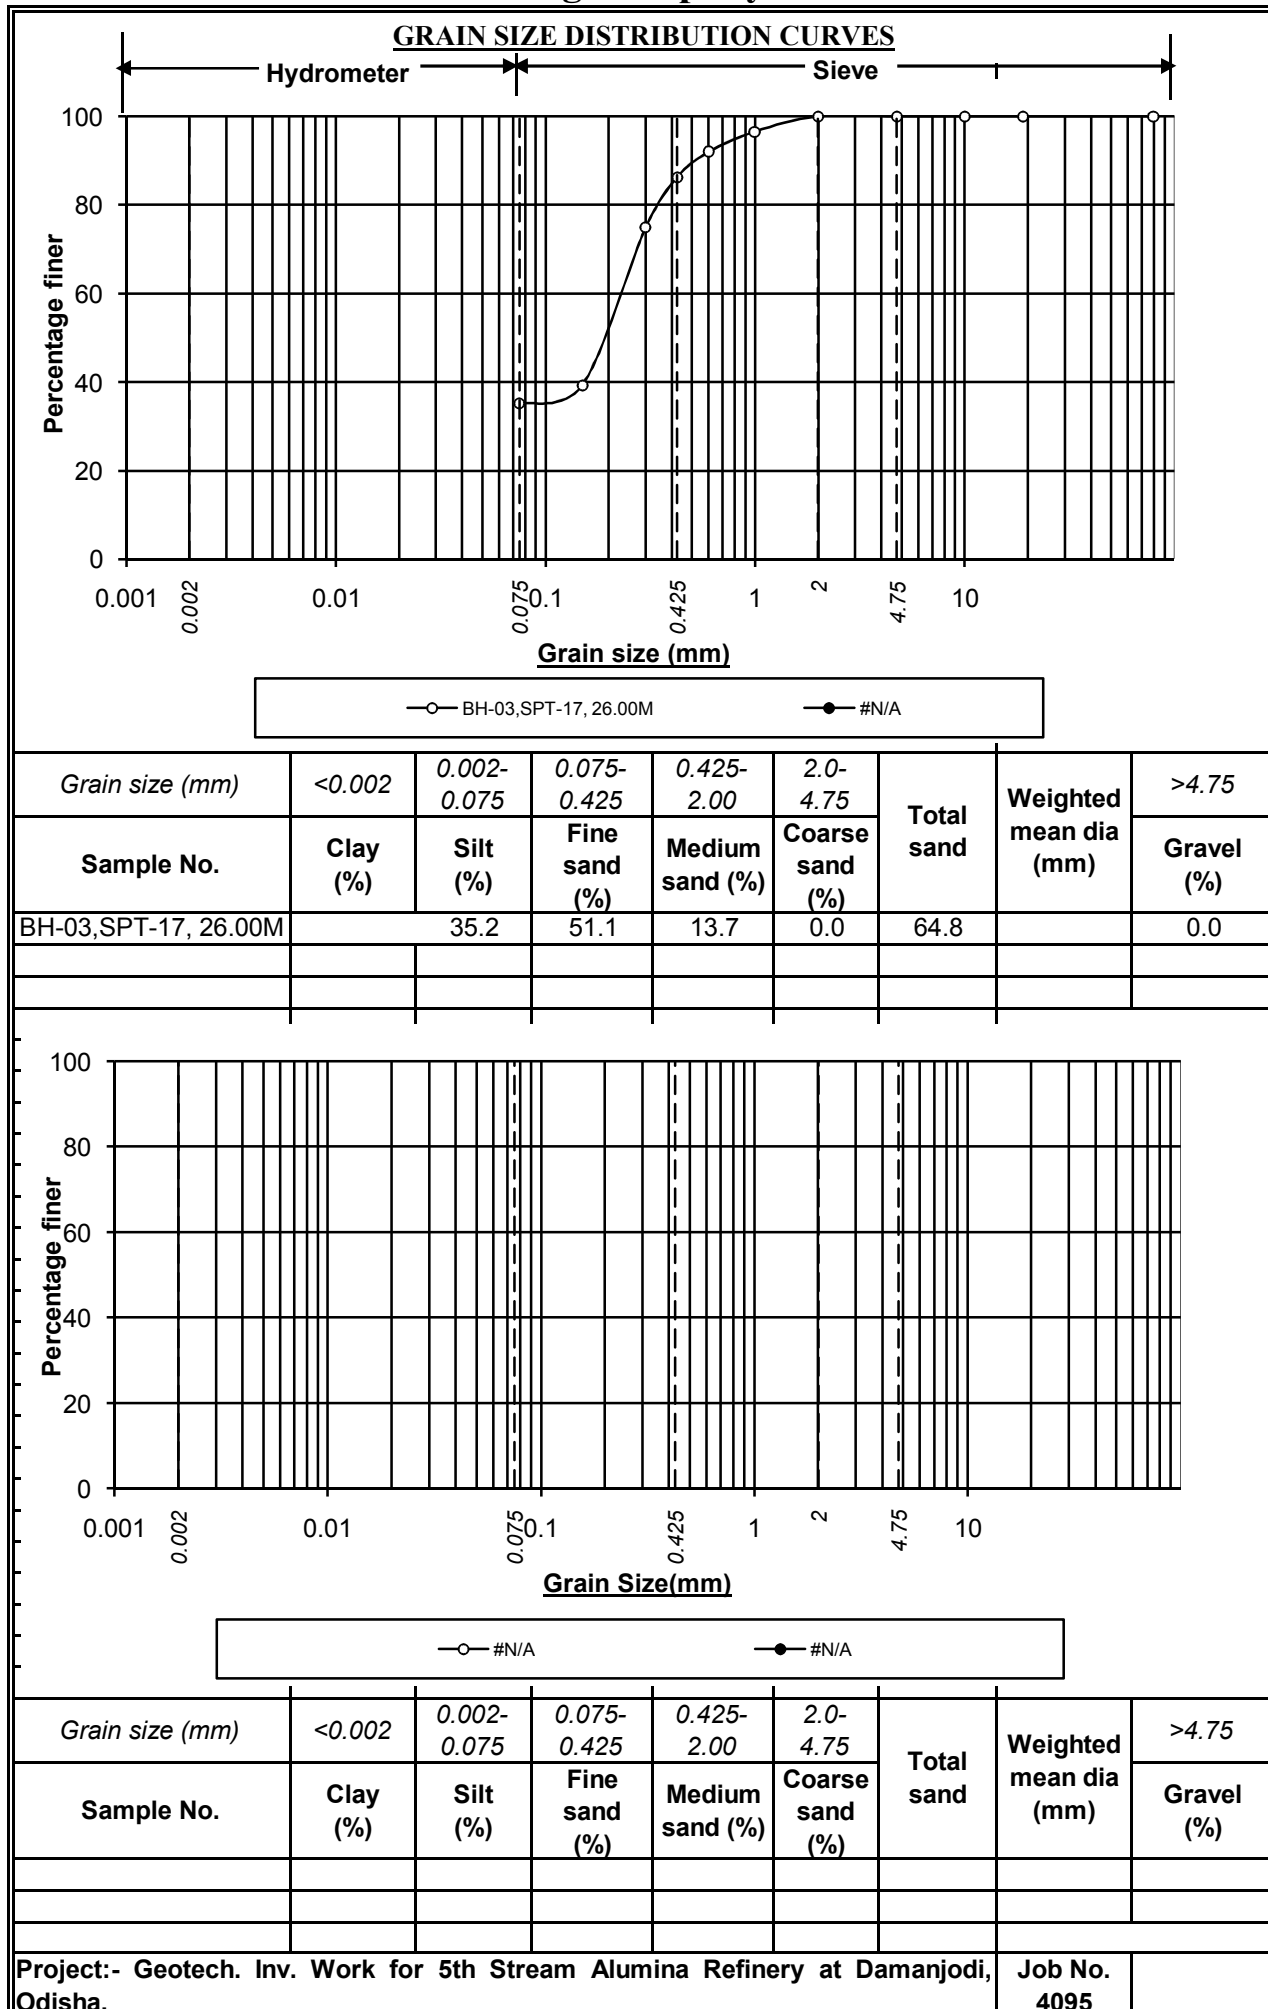 GRAIN SIZE DISTRIBUTION CURVES
Hydrometer Sieve
100
80
60
40
20
0
Percentage finer
0.001 0.002 0.01 0.075 0.1 0.425 1 2 4.75 10
Grain size (mm)
BH-03,SPT-17, 26.00M #N/A
Grain size (mm) <0.002 0.002-0.075 0.075-0.425 0.425-2.00 2.0-4.75 Total sand Weighted mean dia (mm) >4.75
Sample No. Clay (%) Silt (%) Fine sand (%) Medium sand (%) Coarse sand (%) Gravel (%)
BH-03,SPT-17, 26.00M 35.2 51.1 13.7 0.0 64.8 0.0
100
80
60
40
20
0
Percentage finer
0.001 0.002 0.01 0.075 0.1 0.425 1 2 4.75 10
Grain Size(mm)
#N/A #N/A
Grain size (mm) <0.002 0.002-0.075 0.075-0.425 0.425-2.00 2.0-4.75 Total sand Weighted mean dia (mm) >4.75
Sample No. Clay (%) Silt (%) Fine sand (%) Medium sand (%) Coarse sand (%) Gravel (%)
Project:- Geotech. Inv. Work for 5th Stream Alumina Refinery at Damanjodi, Job No.
Odisha. 4095